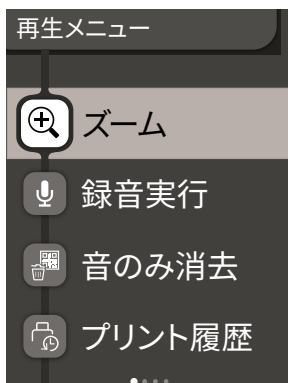 再生メニュー
ズーム
録音実行
音のみ消去
プリント履歴